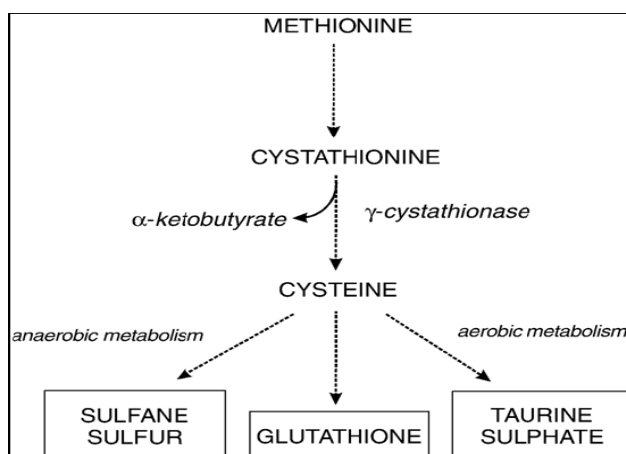 METHIONINE
CYSTATHIONINE
α-ketobutyrate
γ-cystathionase
CYSTEINE
anaerobic metabolism
aerobic metabolism
SULFANE
SULFUR
GLUTATHIONE
TAURINE
SULPHATE